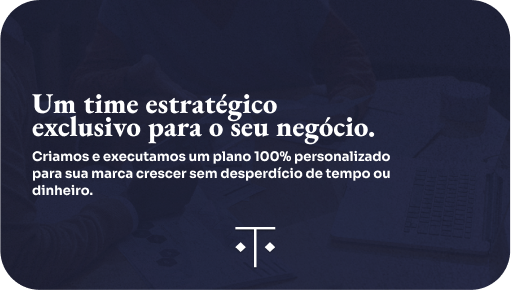 Um time estratégico
exclusivo para o seu negócio.
Criamos e executamos um plano 100% personalizado
para sua marca crescer sem desperdício de tempo ou
dinheiro.